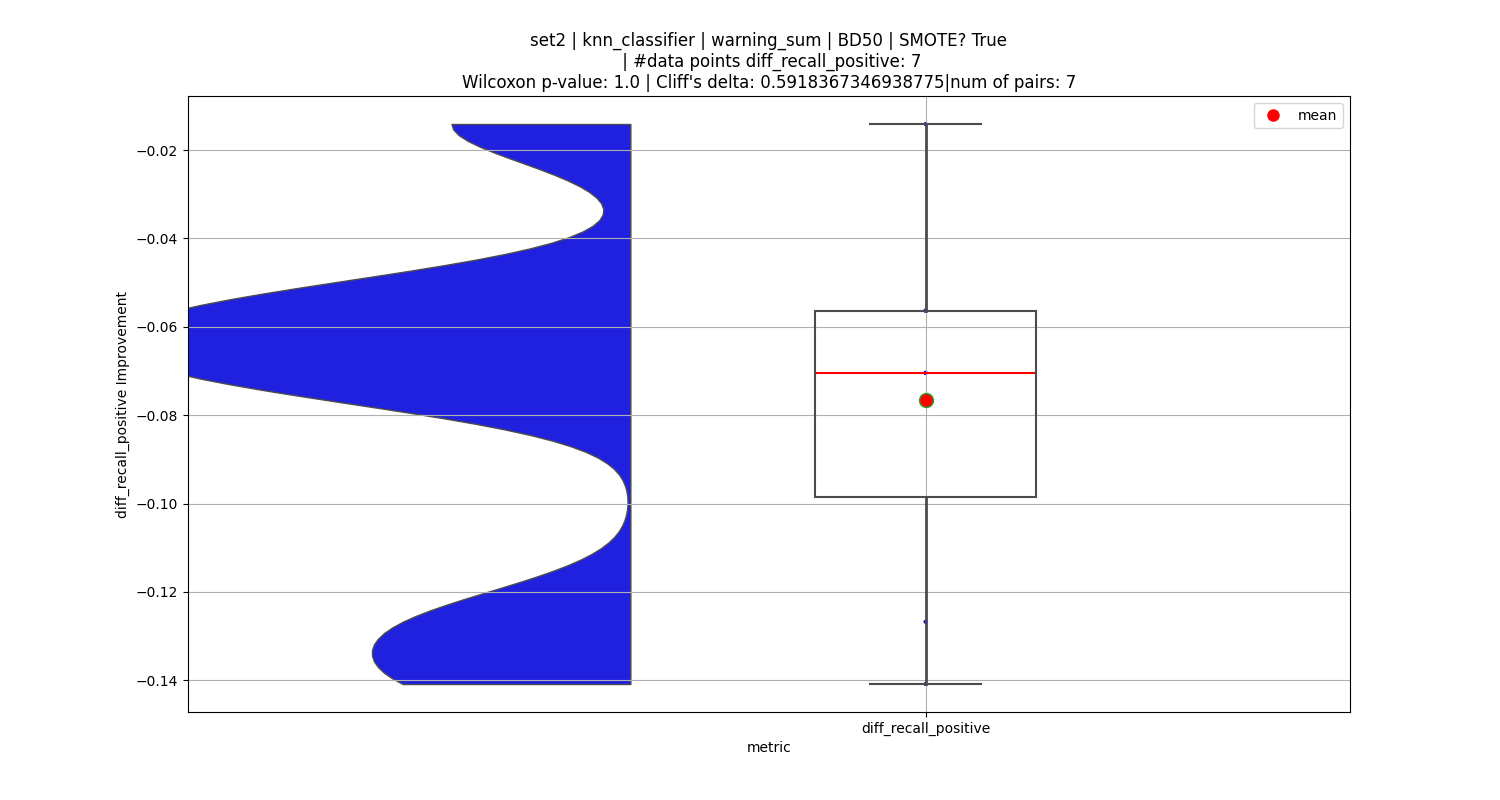 set2 | knn_classifier | warning_sum | BD50 | SMOTE? True
| #data points diff_recall_positive: 7
Wilcoxon p-value: 1.0 | Cliff's delta: 0.5918367346938775|num of pairs: 7
mean
−0.02
−0.04
−0.06
−0.08
−0.10
−0.12
−0.14
diff_recall_positive Improvement
diff_recall_positive
metric